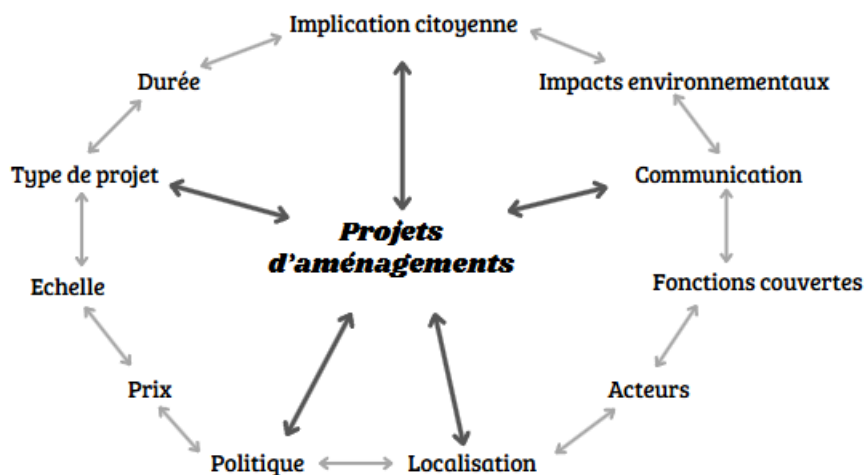 Implication citoyenne
Durée
Impacts environnementaux
Type de projet
Communication
Projets
d'aménagements
Echelle
Fonctions couvertes
Prix
Acteurs
Politique
Localisation